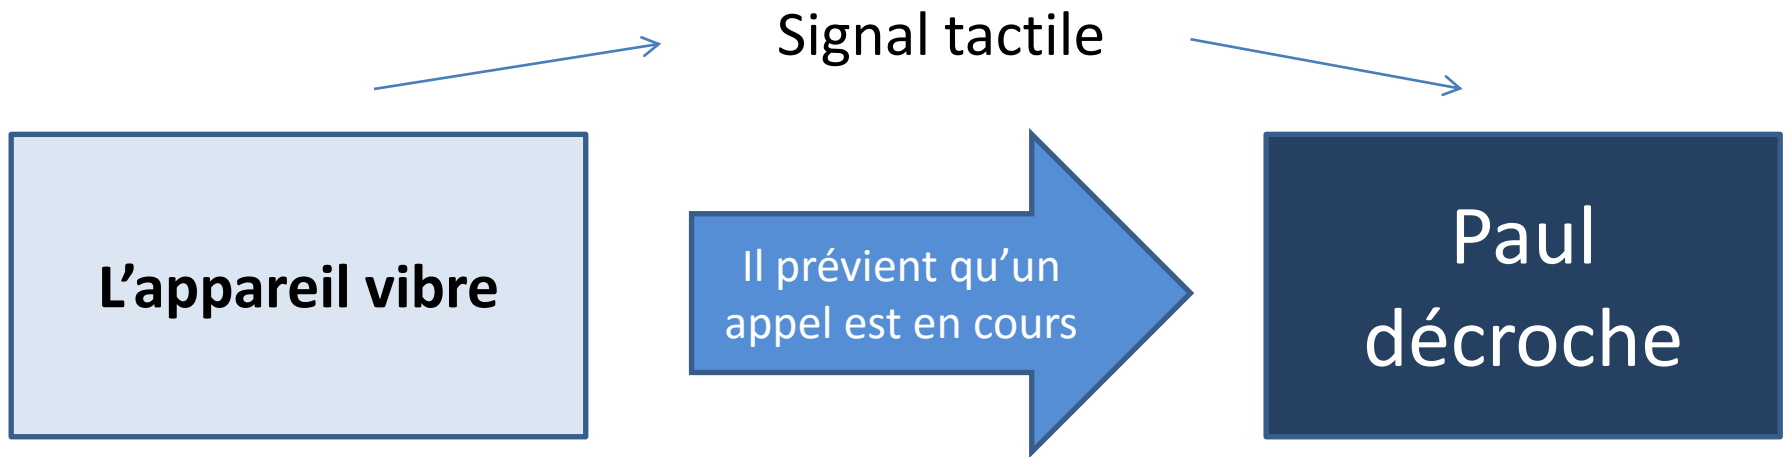 Signal tactile
L’appareil vibre
Il prévient qu’un
appel est en cours
Paul
décroche